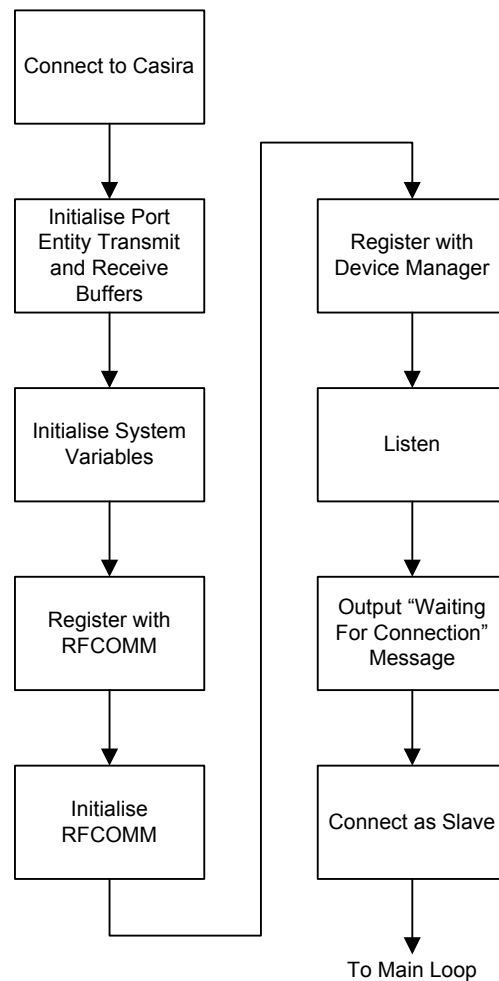 Connect to Casira
Initialise Port
Entity Transmit
and Receive
Buffers
Initialise System
Variables
Register with
RFCOMM
Initialise
RFCOMM
Register with
Device Manager
Listen
Output “Waiting
For Connection”
Message
Connect as Slave
To Main Loop